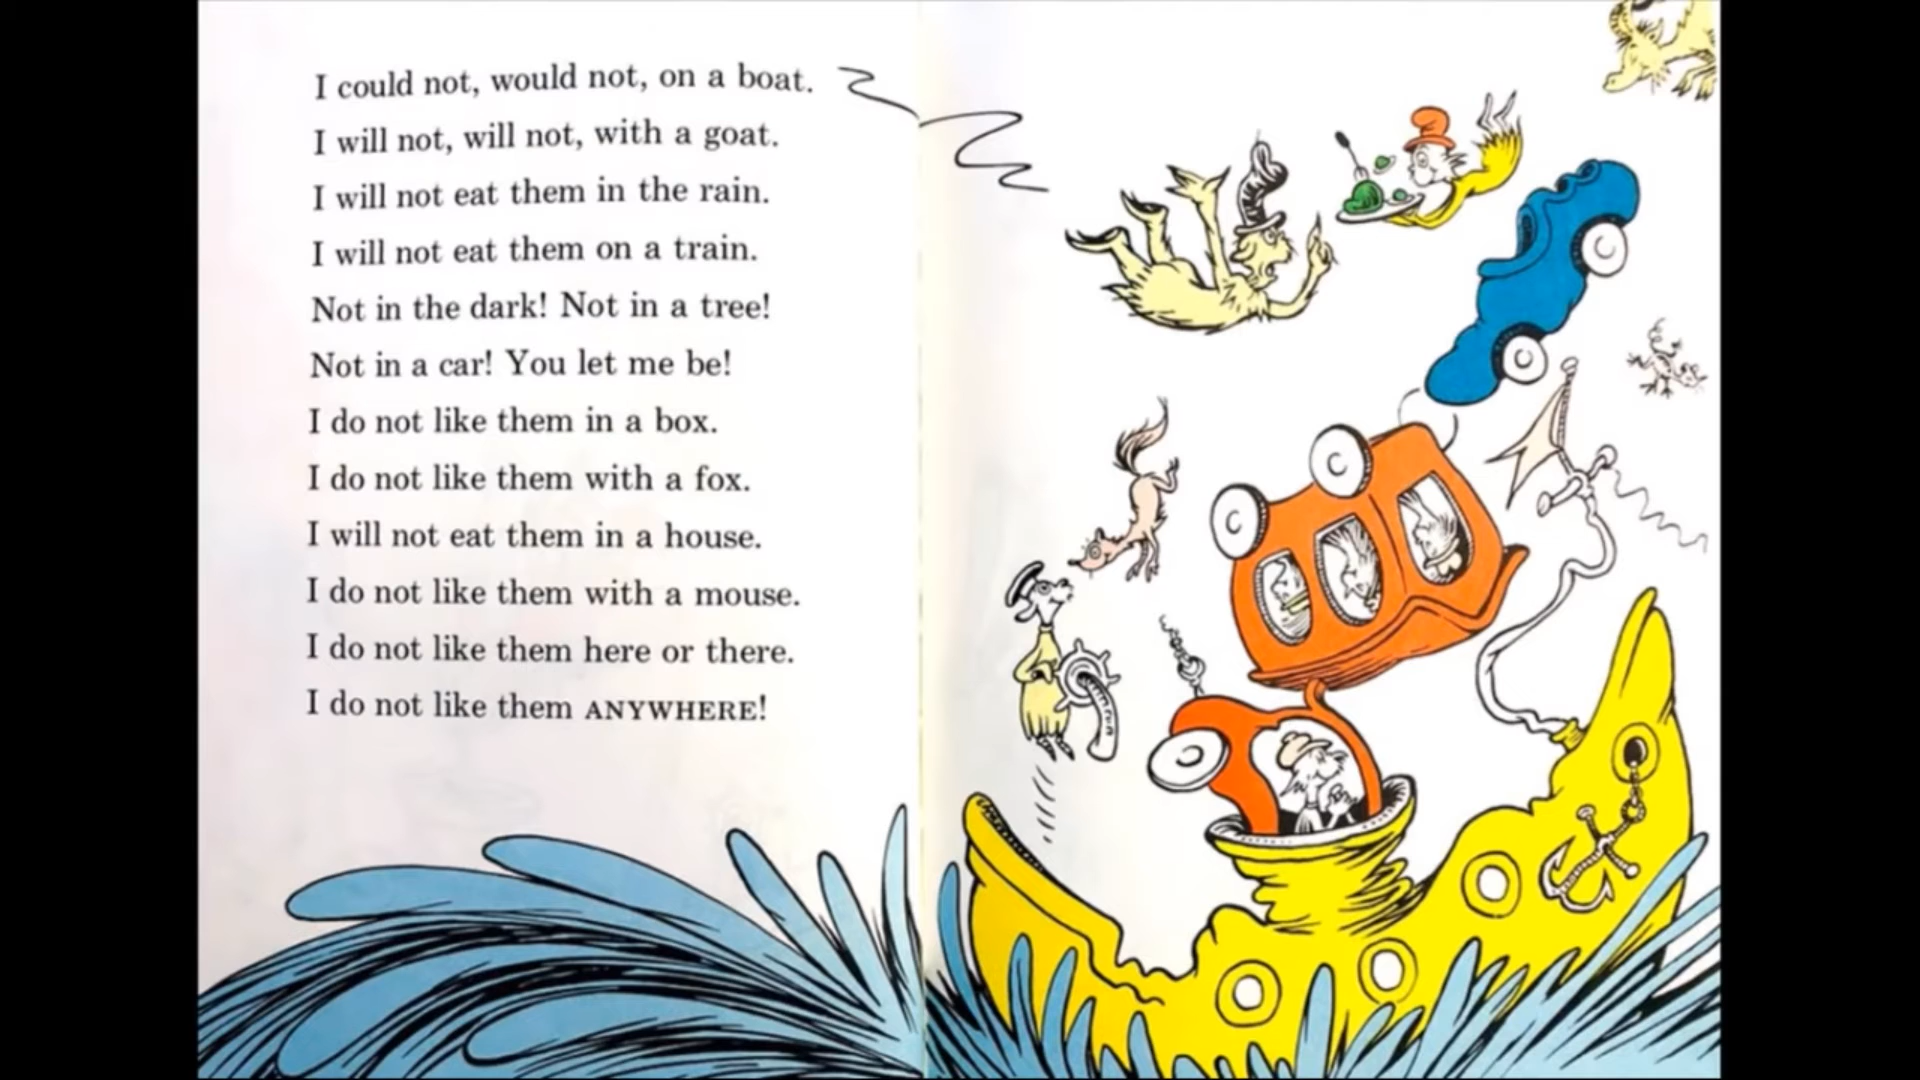 I could not, would not, on a boat.
I will not, will not, with a goat.
I will not eat them in the rain.
I will not eat them on a train.
Not in the dark! Not in a tree!
Not in a car! You let me be!
I do not like them in a box.
I do not like them with a fox.
I will not eat them in a house.
I do not like them with a mouse.
I do not like them here or there.
I do not like them ANYWHERE!